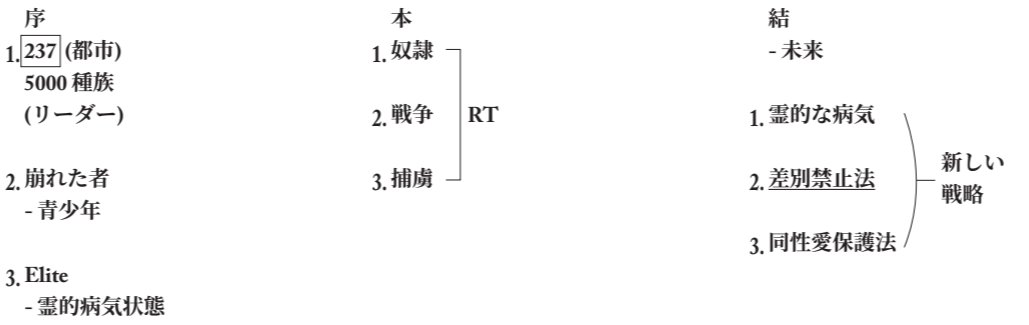 序
1. 237 (都市)
5000 種族
(リーダー)
2. 崩れた者
- 青少年
3. Elite
- 霊的病気状態
本
1. 奴隷
2. 戦争
3. 捕虜
RT
結
- 未来
1. 霊的な病気
2. 差別禁止法
3. 同性愛保護法
新しい
戦略